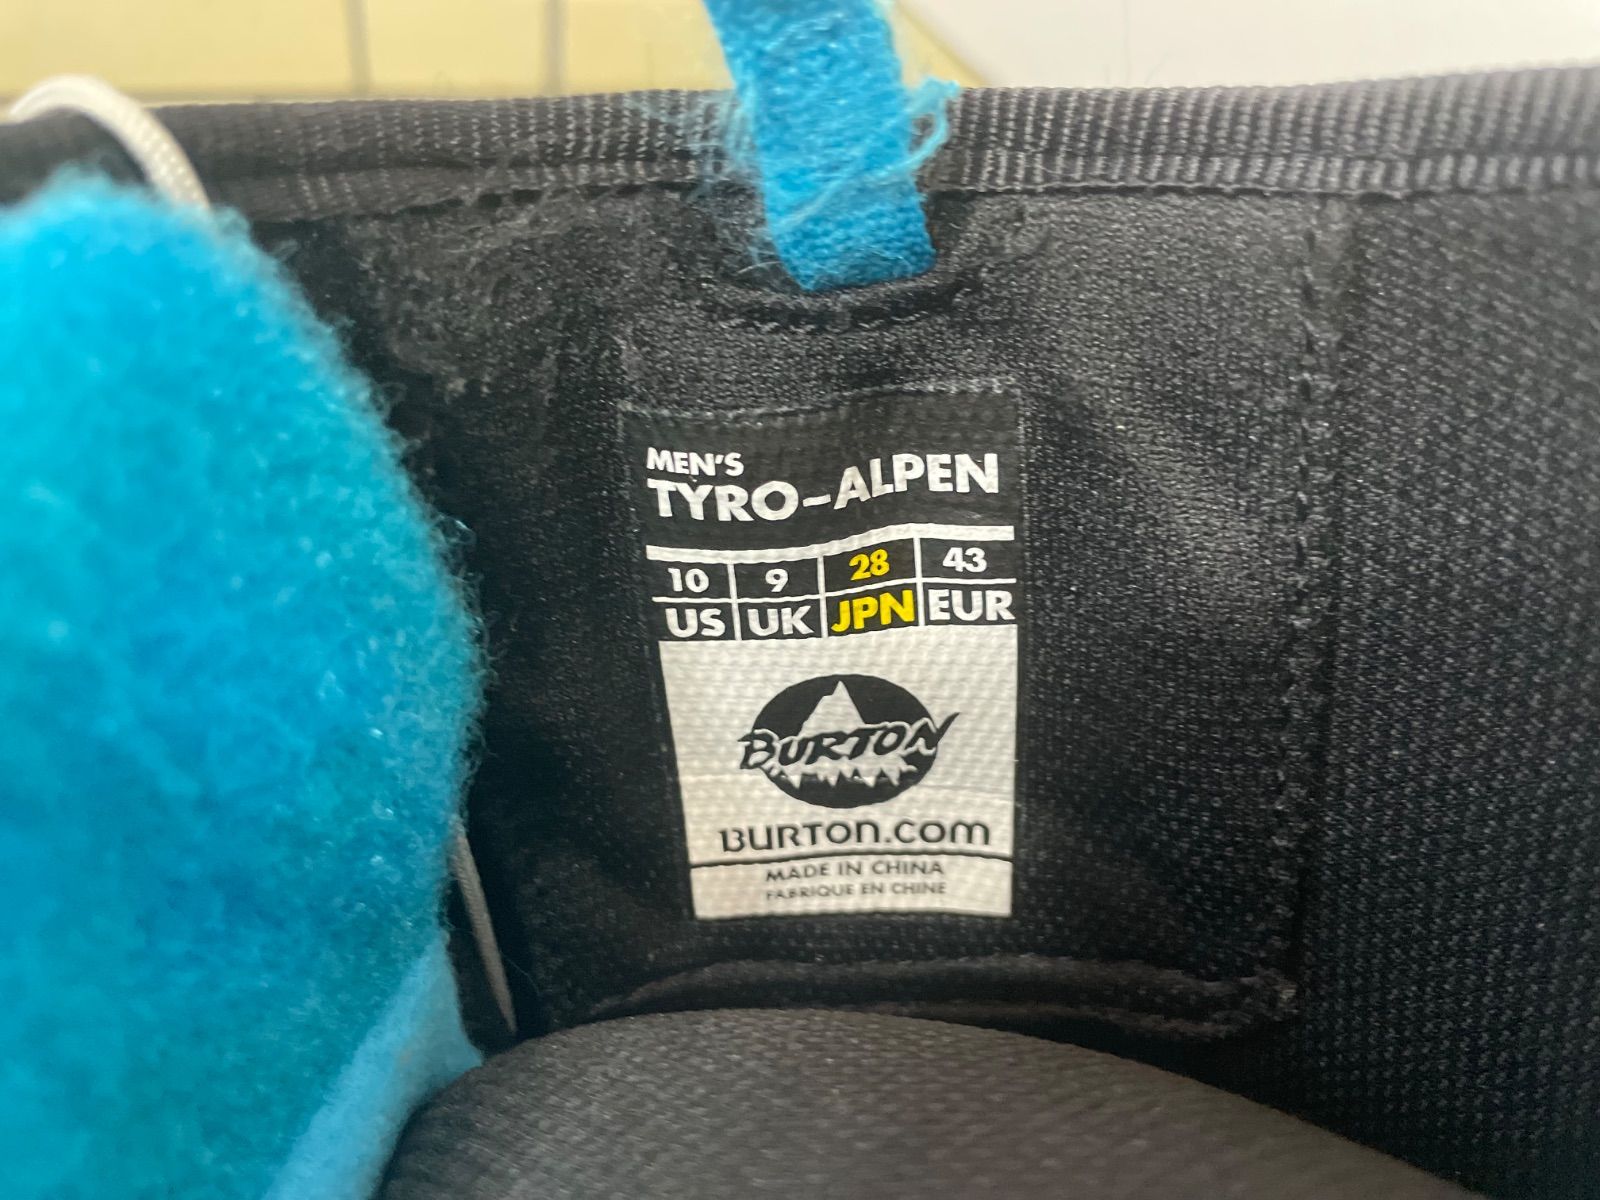 MEN'S
TYRO-ALPEN
10 9 28 43
US UK JPN EUR
BURTON
BURTON.COM
MADE IN CHINA
FABRIQUE EN CHINE